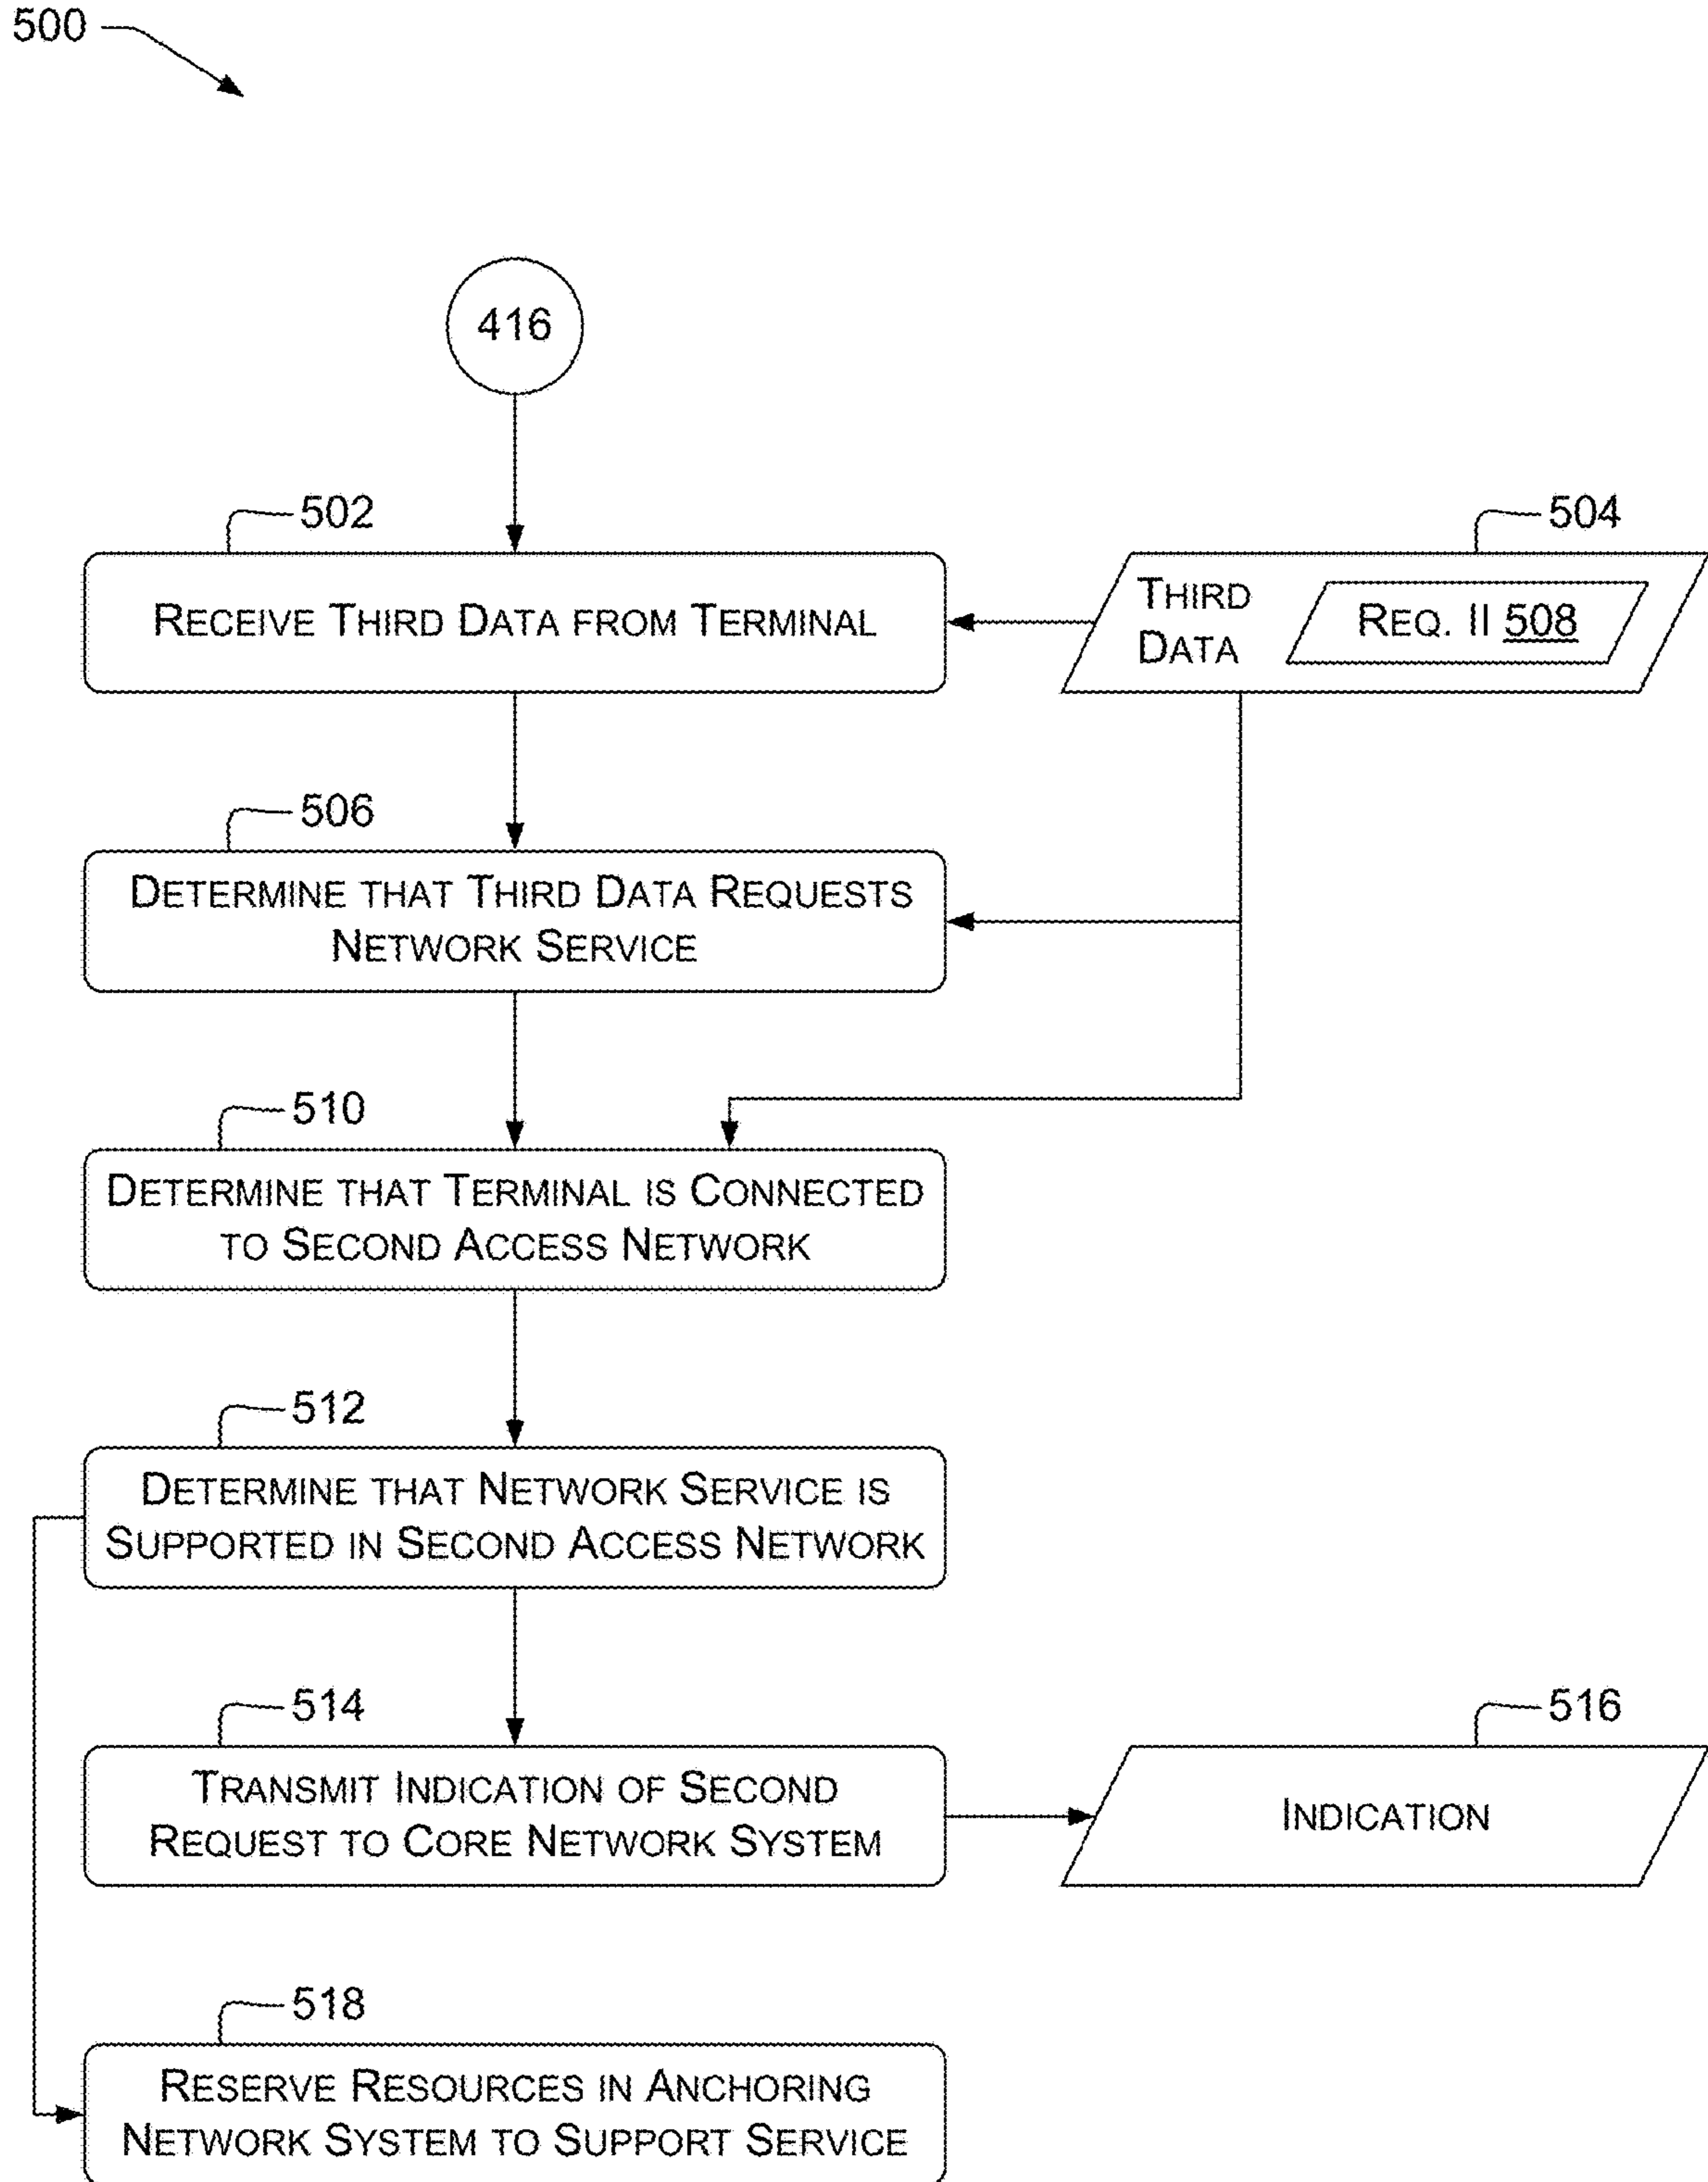 500
416
502
504
RECEIVE THIRD DATA FROM TERMINAL
THIRD
DATA
REQ. II 508
506
DETERMINE THAT THIRD DATA REQUESTS
NETWORK SERVICE
510
DETERMINE THAT TERMINAL IS CONNECTED
TO SECOND ACCESS NETWORK
512
DETERMINE THAT NETWORK SERVICE IS
SUPPORTED IN SECOND ACCESS NETWORK
514
516
TRANSMIT INDICATION OF SECOND
REQUEST TO CORE NETWORK SYSTEM
INDICATION
518
RESERVE RESOURCES IN ANCHORING
NETWORK SYSTEM TO SUPPORT SERVICE